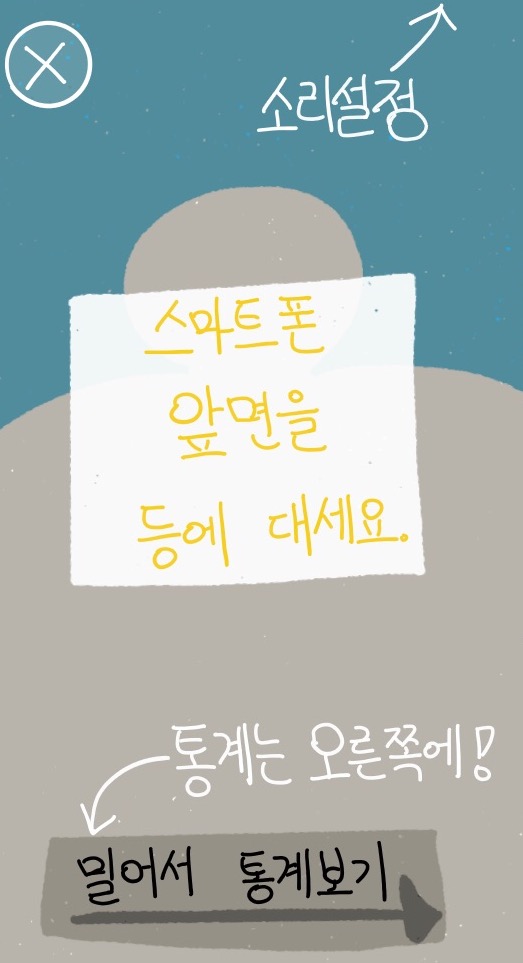 소리설정
스마트폰
앞면을
등에 대세요.
통계는 오른쪽에!
밀어서 통계보기